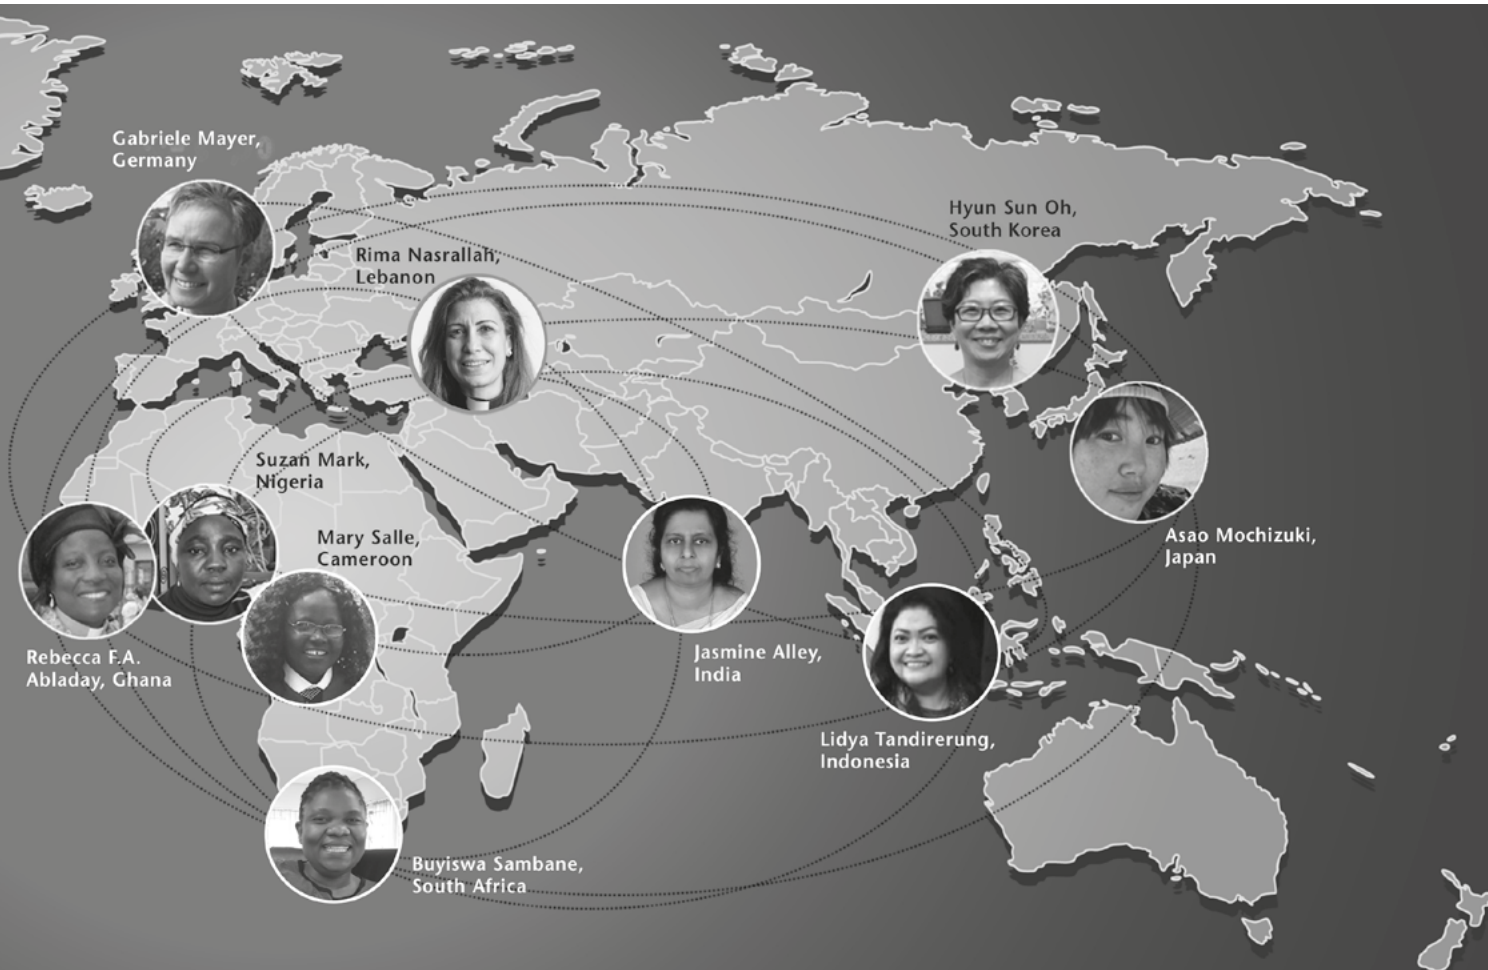 Gabriele Mayer,
Germany
Hyun Sun Oh,
South Korea
Rima Nasrallah,
Lebanon
Suzan Mark,
Nigeria
Mary Salle,
Cameroon
Asao Mochizuki,
Japan
Rebecca F.A.
Abladay, Ghana
Jasmine Alley,
India
Lidya Tandirerung,
Indonesia
Buyiswa Sambane,
South Africa